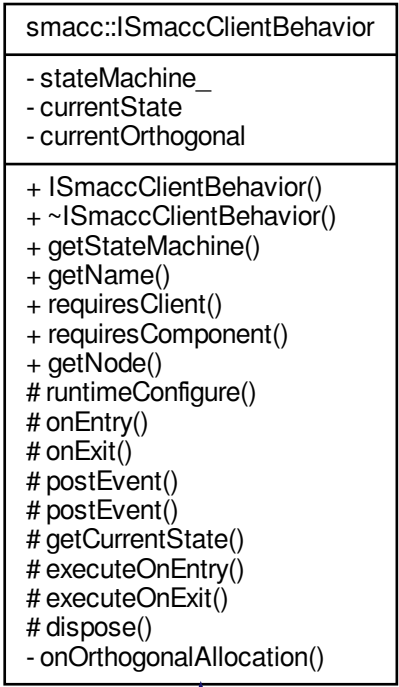 smacc::ISmaccClientBehavior
- stateMachine_
- currentState
- currentOrthogonal
+ ISmaccClientBehavior()
+ ~ISmaccClientBehavior()
+ getStateMachine()
+ getName()
+ requiresClient()
+ requiresComponent()
+ getNode()
# runtimeConfigure()
# onEntry()
# onExit()
# postEvent()
# postEvent()
# getCurrentState()
# executeOnEntry()
# executeOnExit()
# dispose()
- onOrthogonalAllocation()